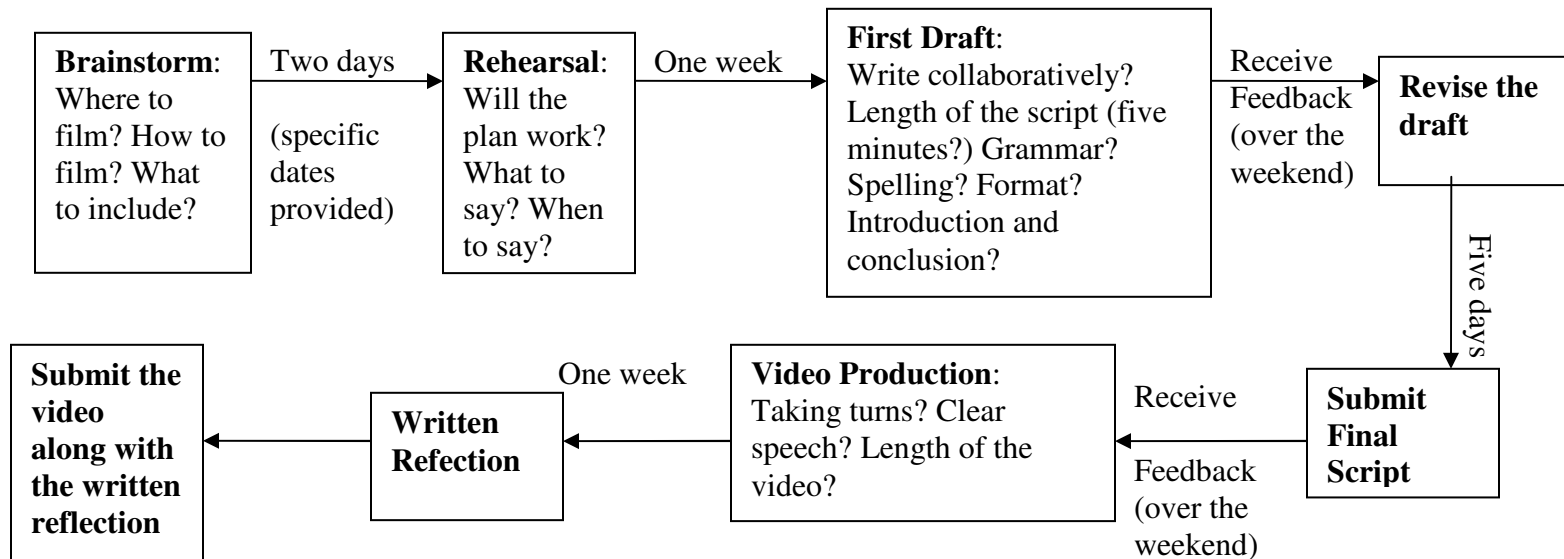 Brainstorm:
Where to
film? How to
film? What
to include?
Two days
(specific
dates
provided)
Rehearsal:
Will the
plan work?
What to
say? When
to say?
One week
First Draft:
Write collaboratively?
Length of the script (five
minutes?) Grammar?
Spelling? Format?
Introduction and
conclusion?
Receive
Feedback
(over the
weekend)
Revise the
draft
Five days
Submit
Final
Script
Receive
Feedback
(over the
weekend)
Video Production:
Taking turns? Clear
speech? Length of the
video?
One week
Written
Refection
Submit the
video
along with
the written
reflection